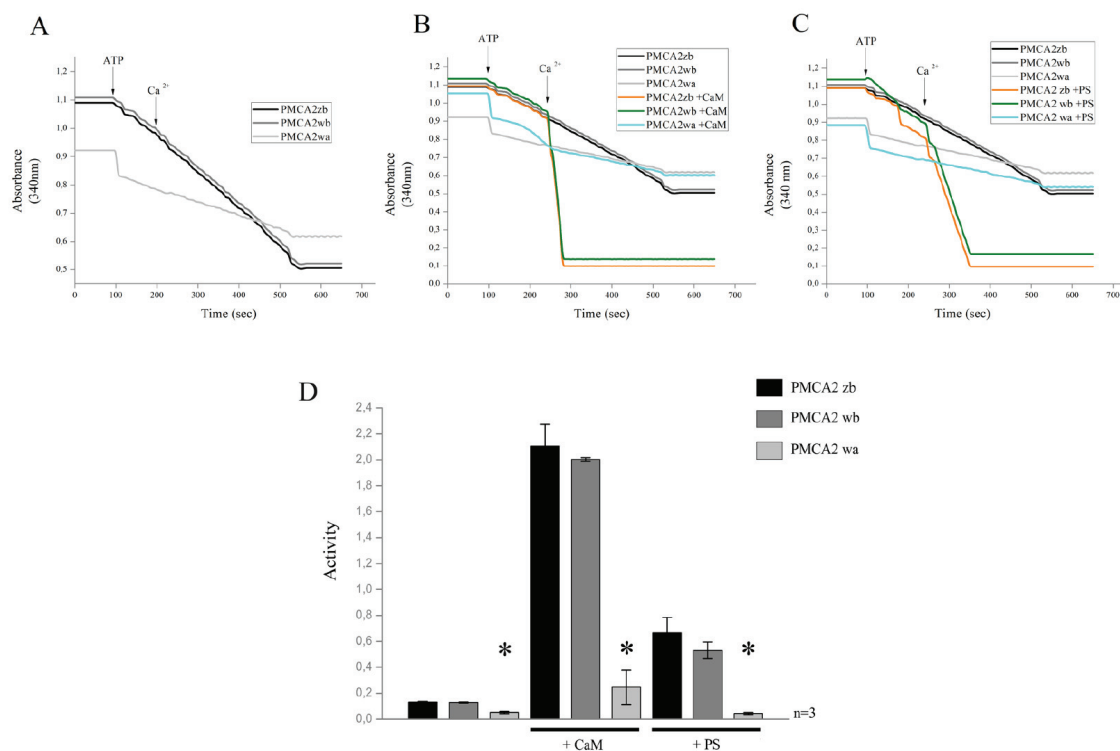 A
ATP
Ca 2+
PMCA2zb
PMCA2wb
PMCA2wa
1,2
1,1
1,0
0,9
0,8
0,7
0,6
0,5
Absorbance
(340nm)
0 100 200 300 400 500 600 700
Time (sec)
B
ATP
Ca 2+
PMCA2zb
PMCA2wb
PMCA2wa
PMCA2zb +CaM
PMCA2wb +CaM
PMCA2wa +CaM
1,2
1,1
1,0
0,9
0,8
0,7
0,6
0,5
0,4
0,3
0,2
0,1
0,0
Absorbance
(340nm)
0 100 200 300 400 500 600 700
Time (sec)
C
ATP
Ca 2+
PMCA2zb
PMCA2wb
PMCA2wa
PMCA2 zb +PS
PMCA2 wb +PS
PMCA2 wa +PS
1,2
1,1
1,0
0,9
0,8
0,7
0,6
0,5
0,4
0,3
0,2
0,1
0,0
Absorbance
(340 nm)
0 100 200 300 400 500 600 700
Time (sec)
D
PMCA2 zb
PMCA2 wb
PMCA2 wa
2,4
2,2
2,0
1,8
1,6
1,4
1,2
1,0
0,8
0,6
0,4
0,2
0,0
Activity
* * *
n=3
+ CaM + PS